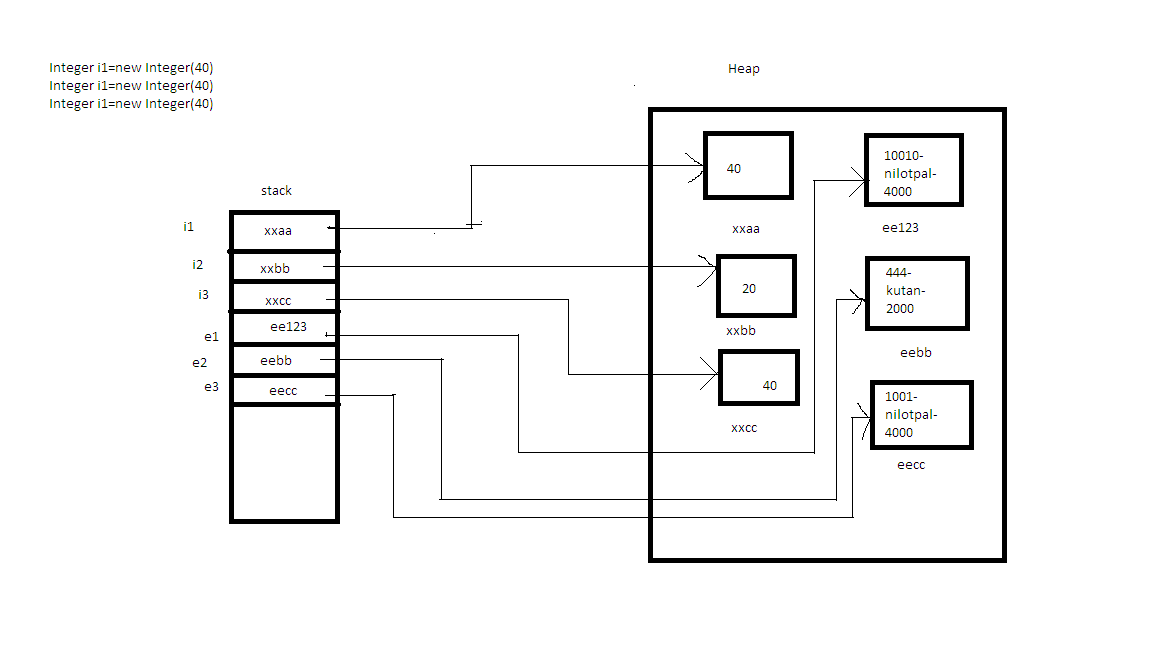 Integer i1=new Integer(40)
Integer i1=new Integer(40)
Integer i1=new Integer(40)
Heap
stack
i1
xxaa
i2
xxbb
i3
xxcc
e1
ee123
e2
eebb
e3
eecc
40
xxaa
20
xxbb
40
xxcc
10010-
nilotpal-
4000
ee123
444-
kutan-
2000
eebb
1001-
nilotpal-
4000
eecc